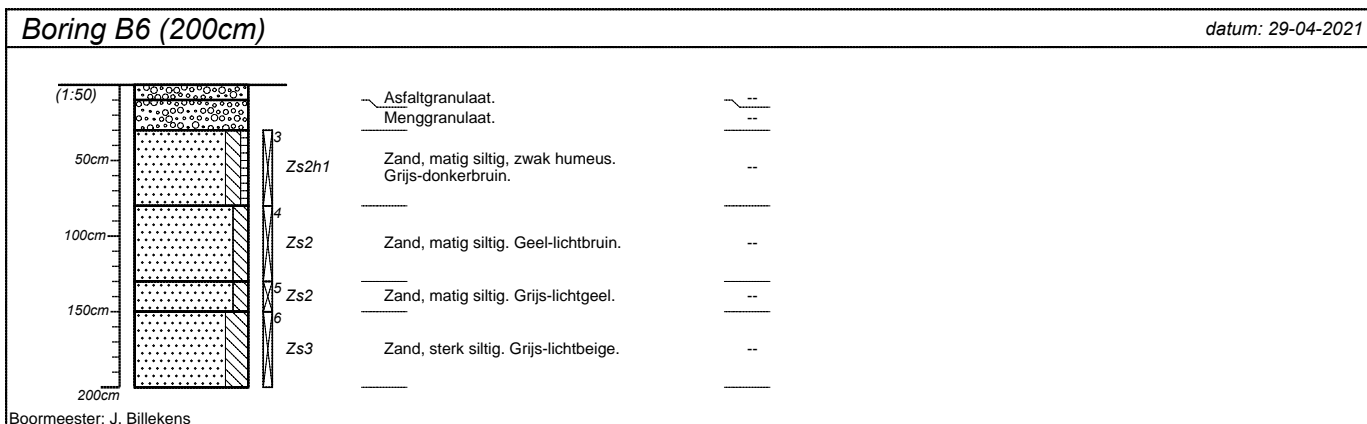 Boring B6 (200cm)
datum: 29-04-2021
(1:50)
Asfaltgranulaat.
--
Menggranulaat.
--
3
50cm
Zs2h1
Zand, matig siltig, zwak humeus.
Grijs-donkerbruin.
--
4
100cm
Zs2
Zand, matig siltig. Geel-lichtbruin.
--
5
Zs2
Zand, matig siltig. Grijs-lichtgeel.
--
150cm
6
Zs3
Zand, sterk siltig. Grijs-lichtbeige.
--
200cm
Boormeester: J. Billekens